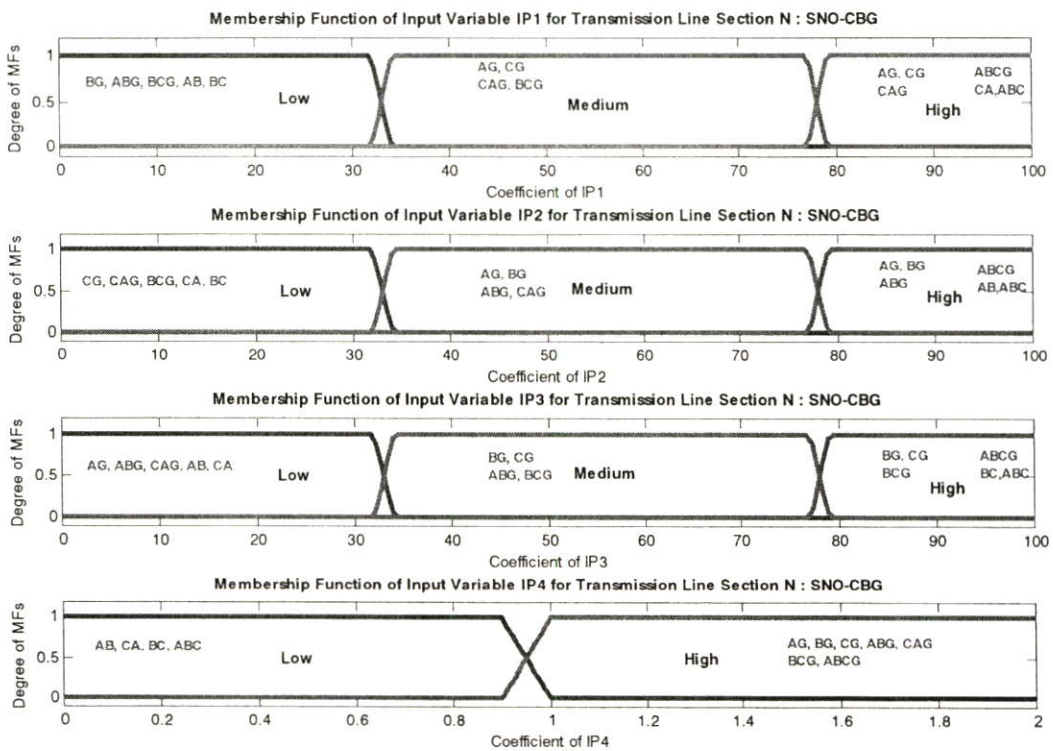 Membership Function of Input Variable IP1 for Transmission Line Section N : SNO-CBG
Degree of MFs
1
0.5
0
BG, ABG, BCG, AB, BC
Low
AG, CG
CAG, BCG
Medium
AG, CG
CAG
High
ABCG
CA,ABC
0 10 20 30 40 50 60 70 80 90 100
Coefficient of IP1
Membership Function of Input Variable IP2 for Transmission Line Section N : SNO-CBG
Degree of MFs
1
0.5
0
CG, CAG, BCG, CA, BC
Low
AG, BG
ABG, CAG
Medium
AG, BG
ABG
High
ABCG
AB,ABC
0 10 20 30 40 50 60 70 80 90 100
Coefficient of IP2
Membership Function of Input Variable IP3 for Transmission Line Section N : SNO-CBG
Degree of MFs
1
0.5
0
AG, ABG, CAG, AB, CA
Low
BG, CG
ABG, BCG
Medium
BG, CG
BCG
High
ABCG
BC,ABC
0 10 20 30 40 50 60 70 80 90 100
Coefficient of IP3
Membership Function of Input Variable IP4 for Transmission Line Section N : SNO-CBG
Degree of MFs
1
0.5
0
AB, CA, BC, ABC
Low
High
AG, BG, CG, ABG, CAG
BCG, ABCG
0 0.2 0.4 0.6 0.8 1 1.2 1.4 1.6 1.8 2
Coefficient of IP4